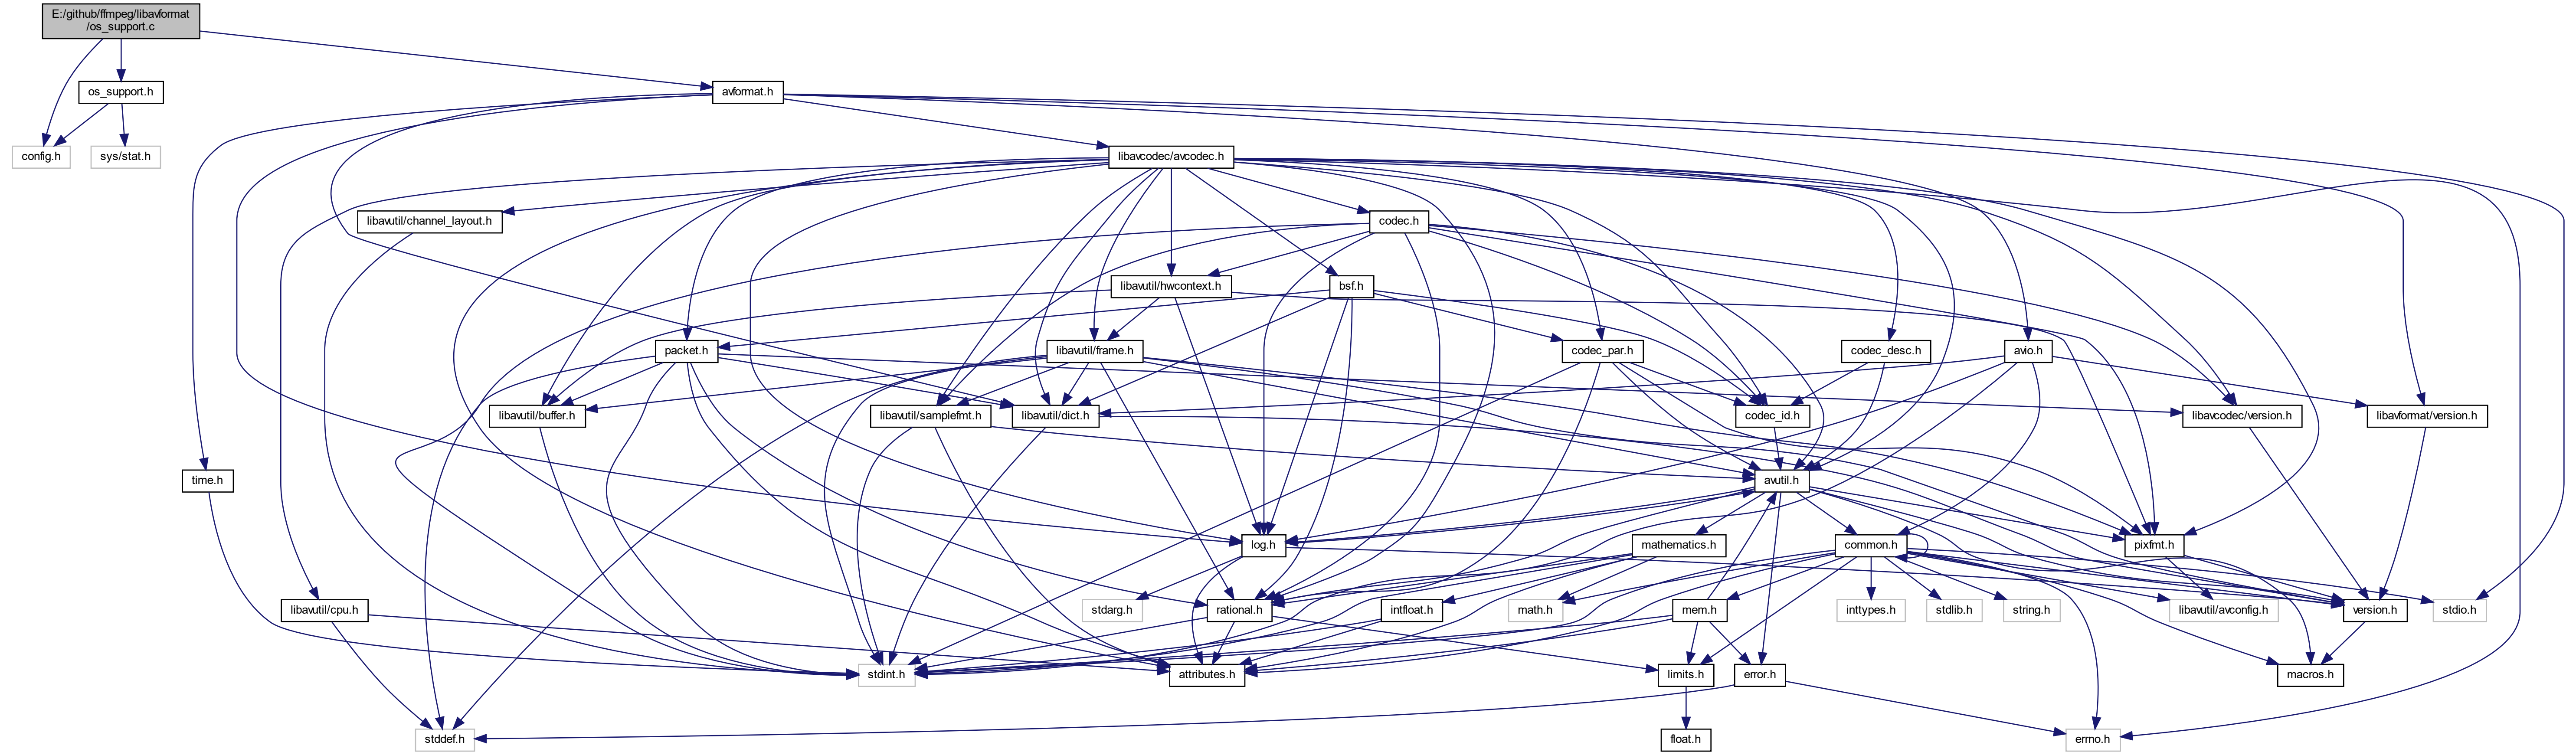 E:/github/ffmpeg/libavformat
/os_support.c
os_support.h
avformat.h
config.h
sys/stat.h
libavcodec/avcodec.h
libavutil/channel_layout.h
codec.h
libavutil/hwcontext.h
bsf.h
packet.h
libavutil/frame.h
codec_par.h
codec_desc.h
avio.h
libavutil/buffer.h
libavutil/samplefmt.h
libavutil/dict.h
codec_id.h
libavcodec/version.h
libavformat/version.h
time.h
avutil.h
log.h
mathematics.h
common.h
pixfmt.h
libavutil/cpu.h
stdarg.h
rational.h
intfloat.h
math.h
mem.h
inttypes.h
stdlib.h
string.h
libavutil/avconfig.h
version.h
stdio.h
stdint.h
attributes.h
limits.h
error.h
macros.h
stddef.h
float.h
errno.h